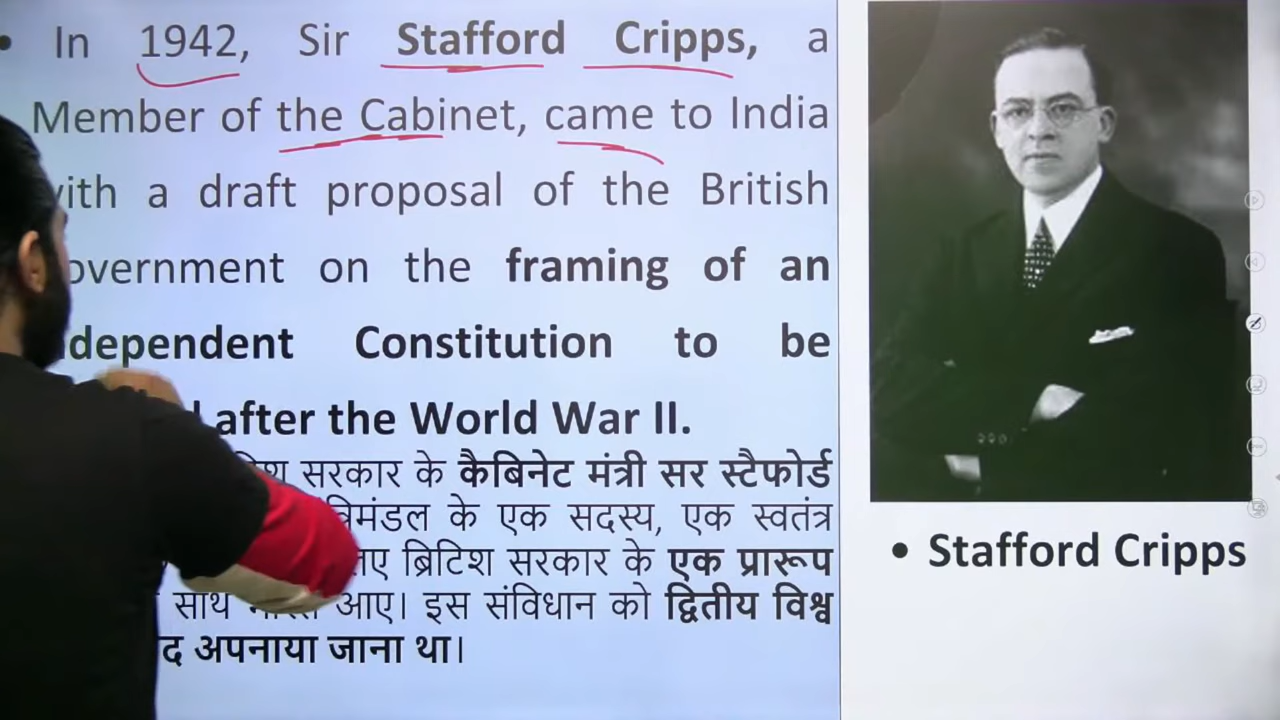 • In 1942, Sir Stafford Cripps, a
Member of the Cabinet, came to India
with a draft proposal of the British
overnment on the framing of an
dependent Constitution to be
after the World War II.
सरकार के कैबिनेट मंत्री सर स्टैफोर्ड
त्रिमंडल के एक सदस्य, एक स्वतंत्र
लिए ब्रिटिश सरकार के एक प्रारूप
साथ भारत आए। इस संविधान को द्वितीय विश्व
द अपनाया जाना था।
• Stafford Cripps